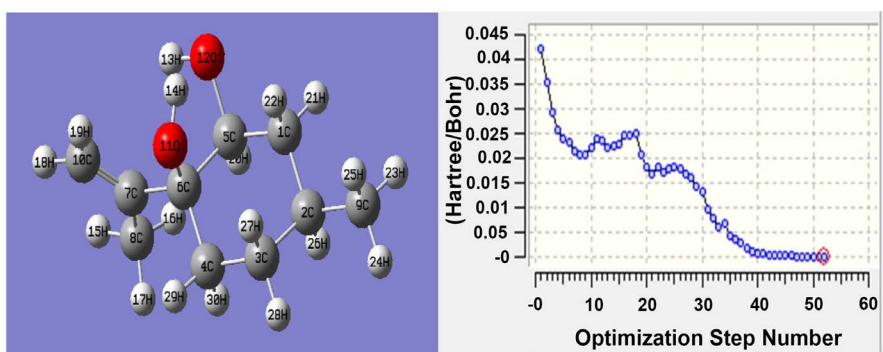 13H
12O
14H
22H
21H
19H
11O
5C
1C
18H
10C
20H
25H
23H
7C
6C
16H
2C
9C
15H
8C
27H
26H
4C
3C
24H
17H
29H
30H
28H
(Hartree/Bohr)
0.045
0.04
0.035
0.03
0.025
0.02
0.015
0.01
0.05
-0
-0
10
20
30
40
50
60
Optimization Step Number